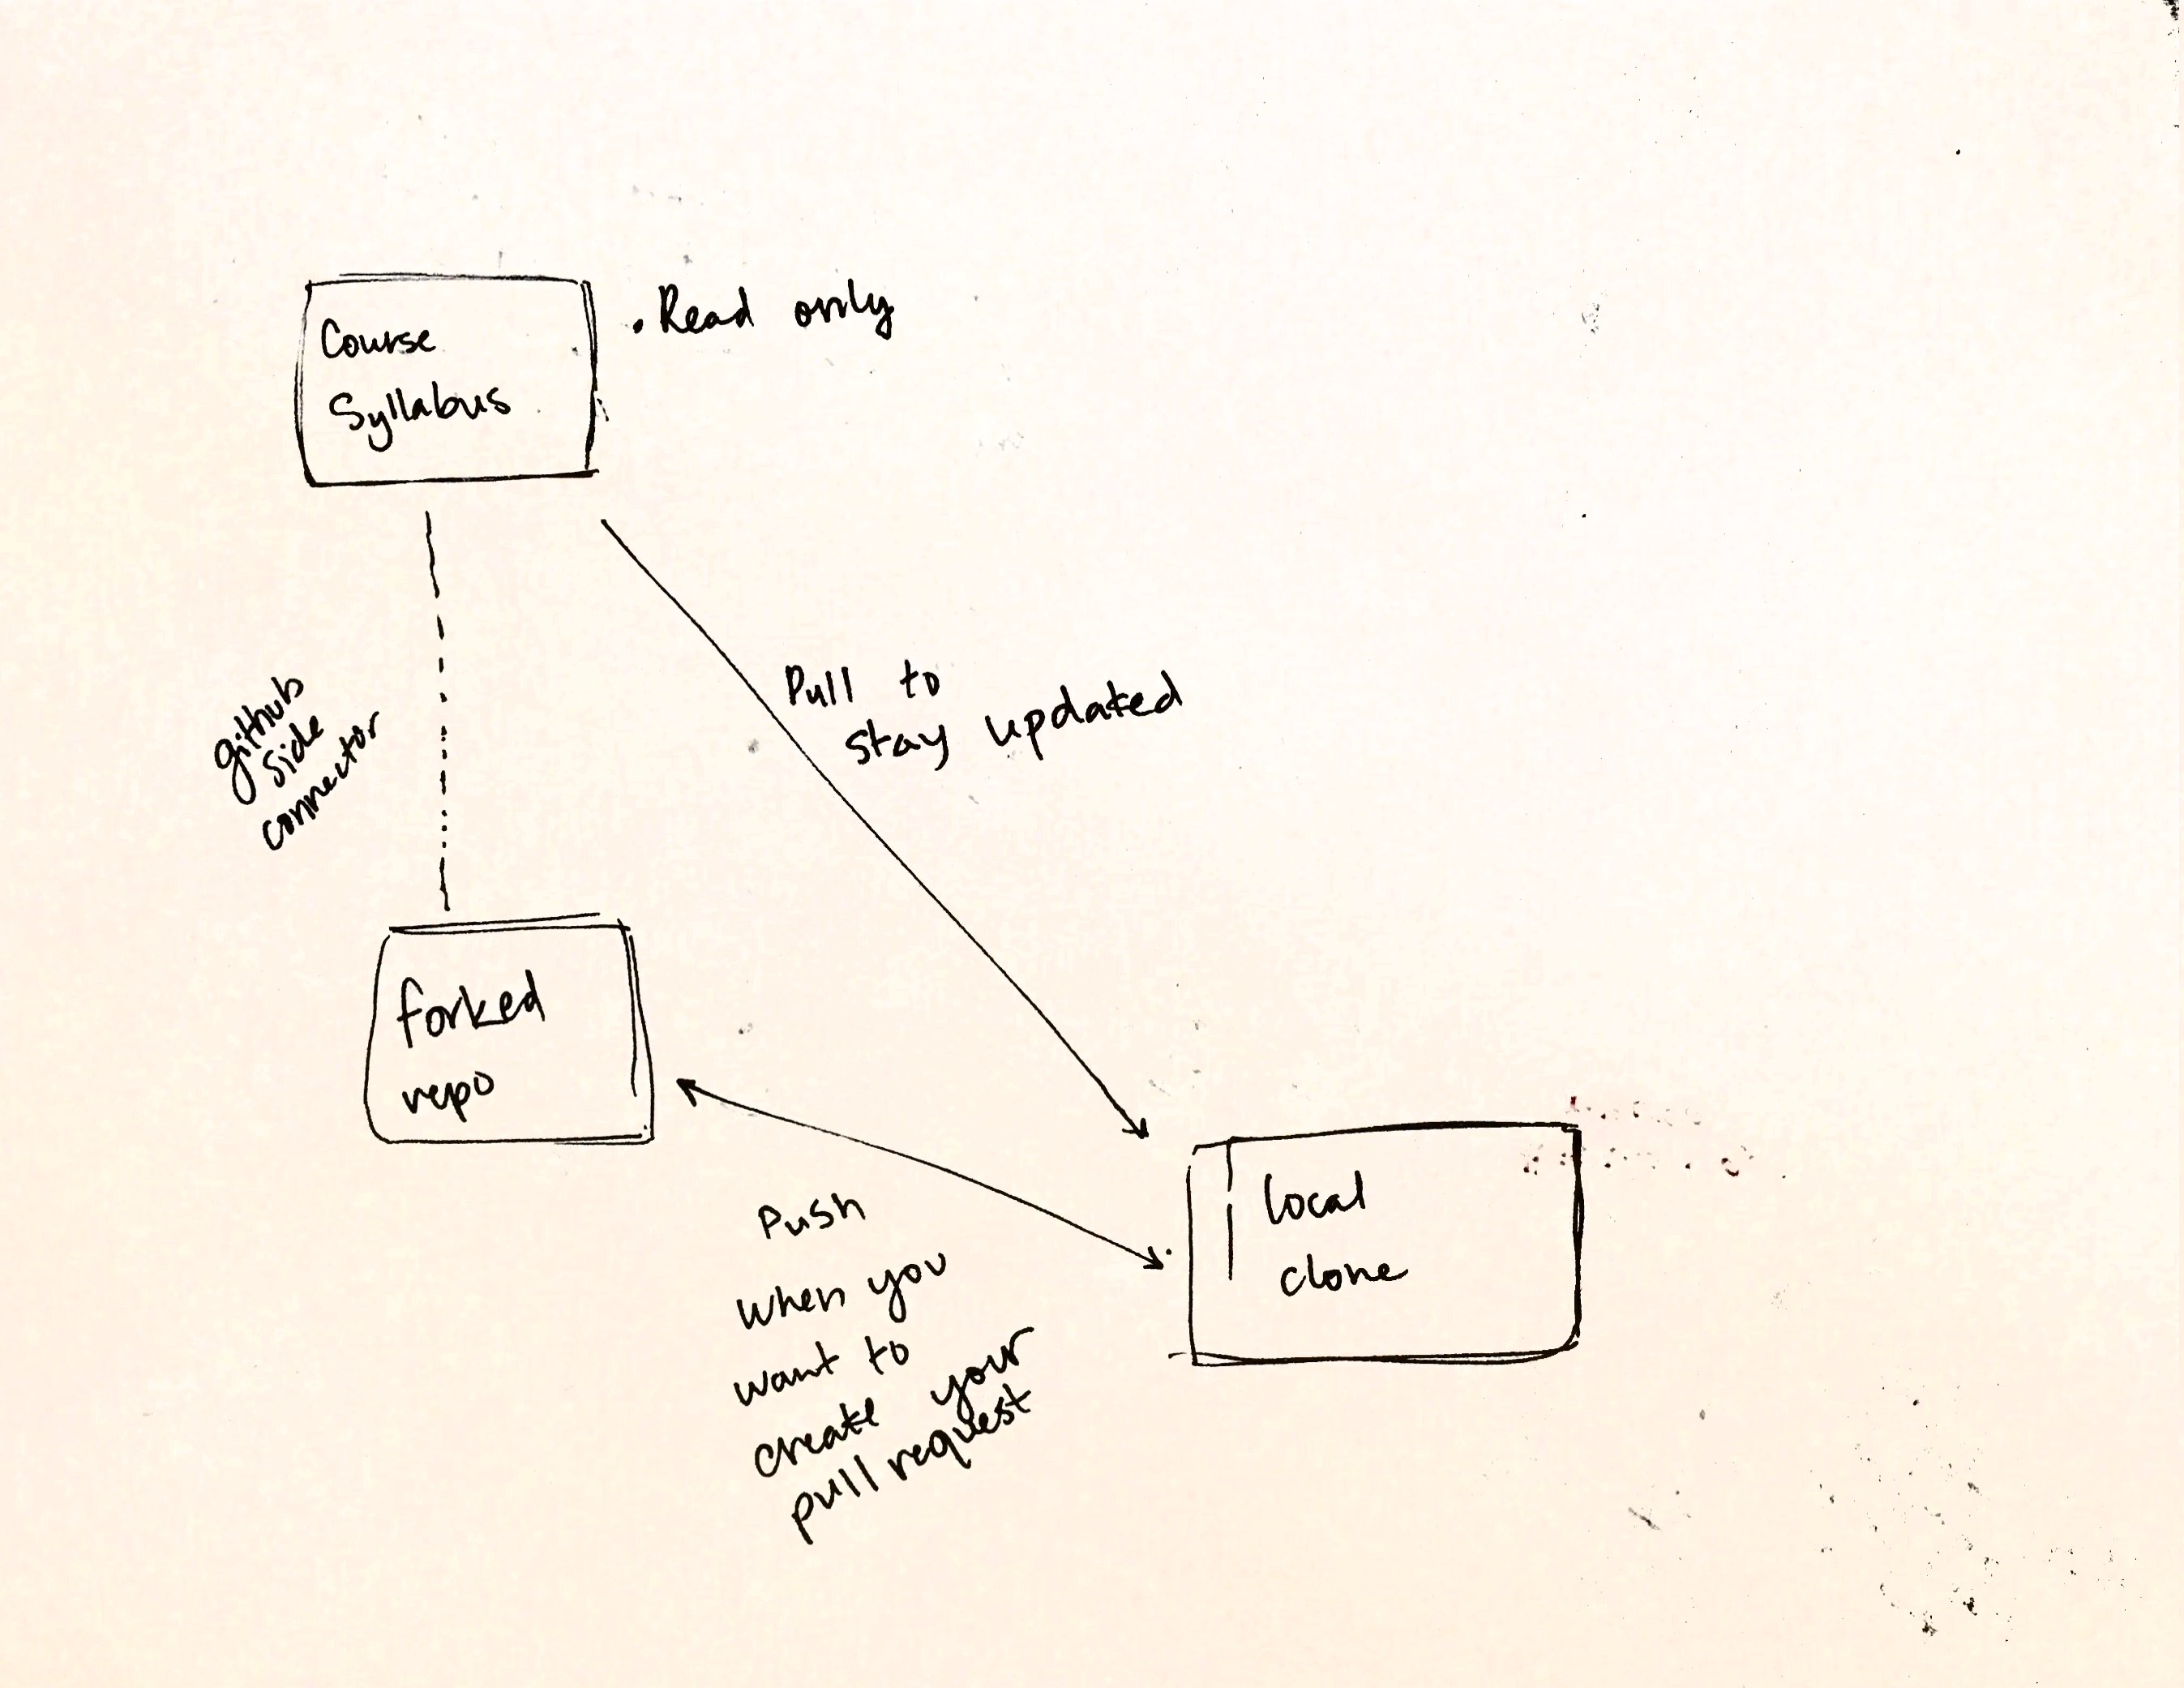 Course
Syllabus
. Read only
Pull to
stay updated
github
side
connector
forked
repo
local
clone
Push
when you
want to
create your
pull request